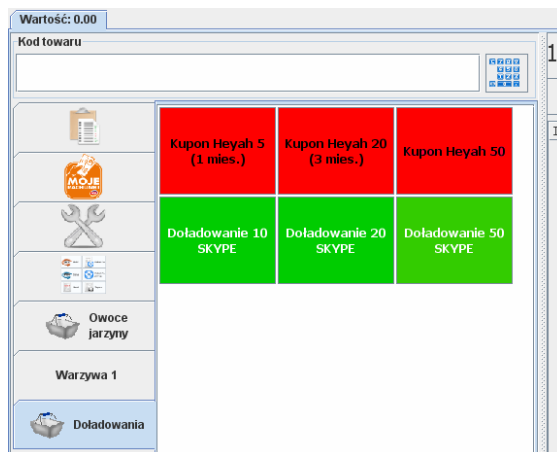 Wartość: 0.00
Kod towaru
1
MOJE
Kupon Heyah 5
(1 mies.)
Kupon Heyah 20
(3 mies.)
Kupon Heyah 50
Doładowanie 10
SKYPE
Doładowanie 20
SKYPE
Doładowanie 50
SKYPE
Owoce
jarzyny
Warzywa 1
Doładowania